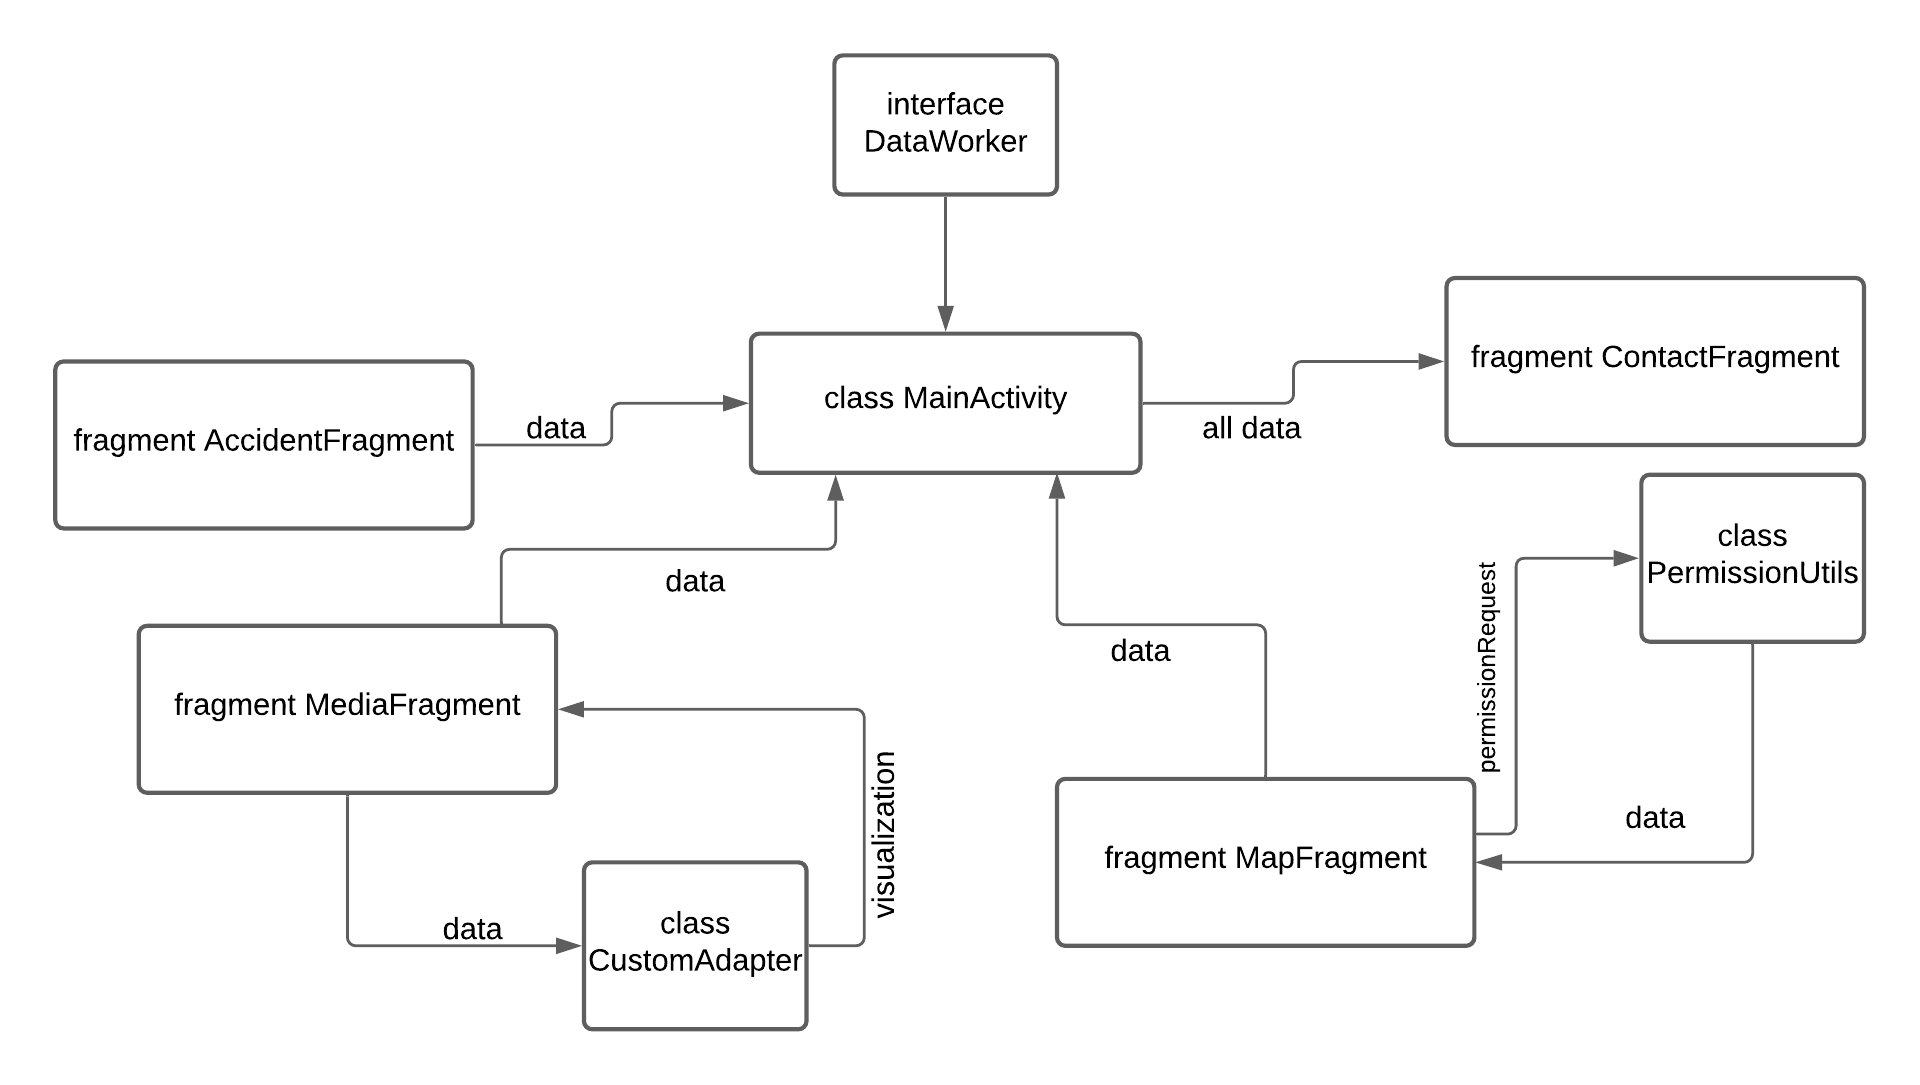 interface
DataWorker
fragment ContactFragment
class MainActivity
all data
fragment AccidentFragment
data
class
PermissionUtils
data
permissionRequest
data
fragment MediaFragment
visualization
data
fragment MapFragment
data
class
CustomAdapter